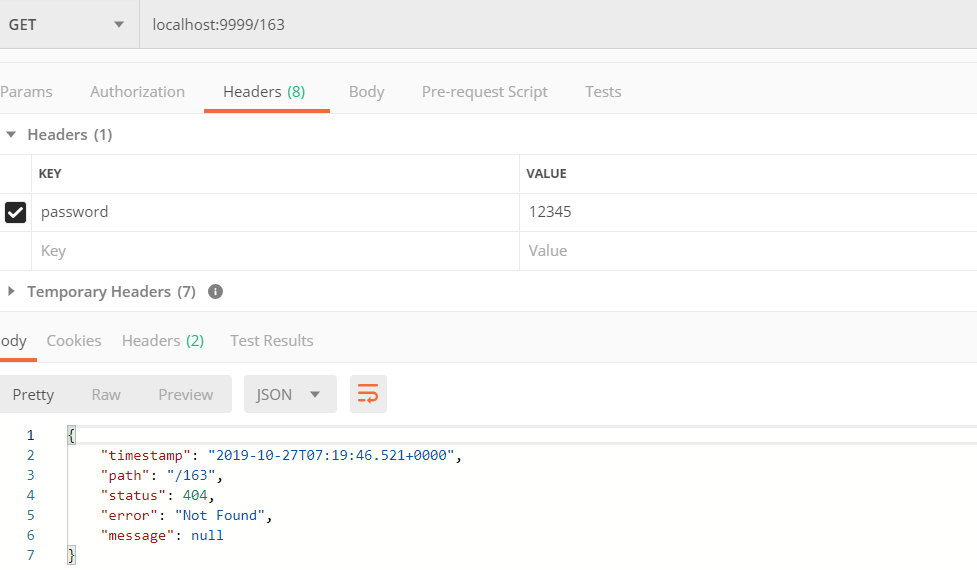 GET localhost:9999/163
Params Authorization Headers (8) Body Pre-request Script Tests
Headers (1)
KEY VALUE
password 12345
Key Value
Temporary Headers (7) i
ody Cookies Headers (2) Test Results
Pretty Raw Preview JSON
1 {
2 "timestamp": "2019-10-27T07:19:46.521+0000",
3 "path": "/163",
4 "status": 404,
5 "error": "Not Found",
6 "message": null
7 }